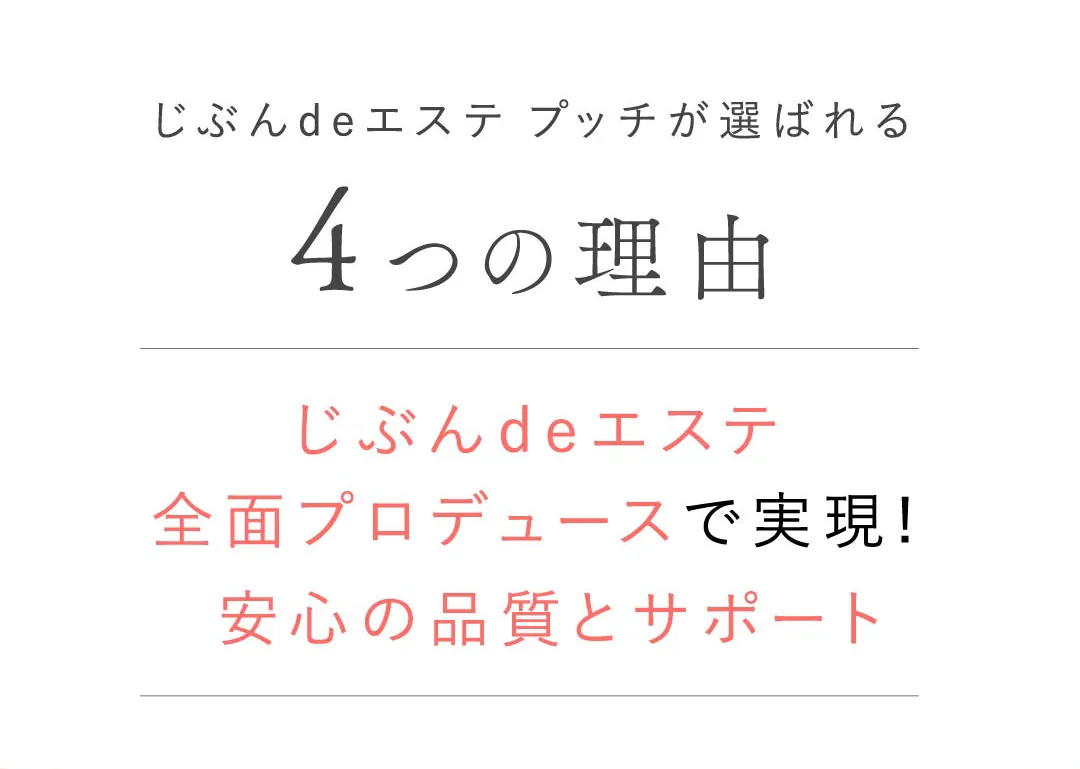 じぶんdeエステ プッチが選ばれる
4つの理由
じぶんdeエステ
全面プロデュースで実現!
安心の品質とサポート